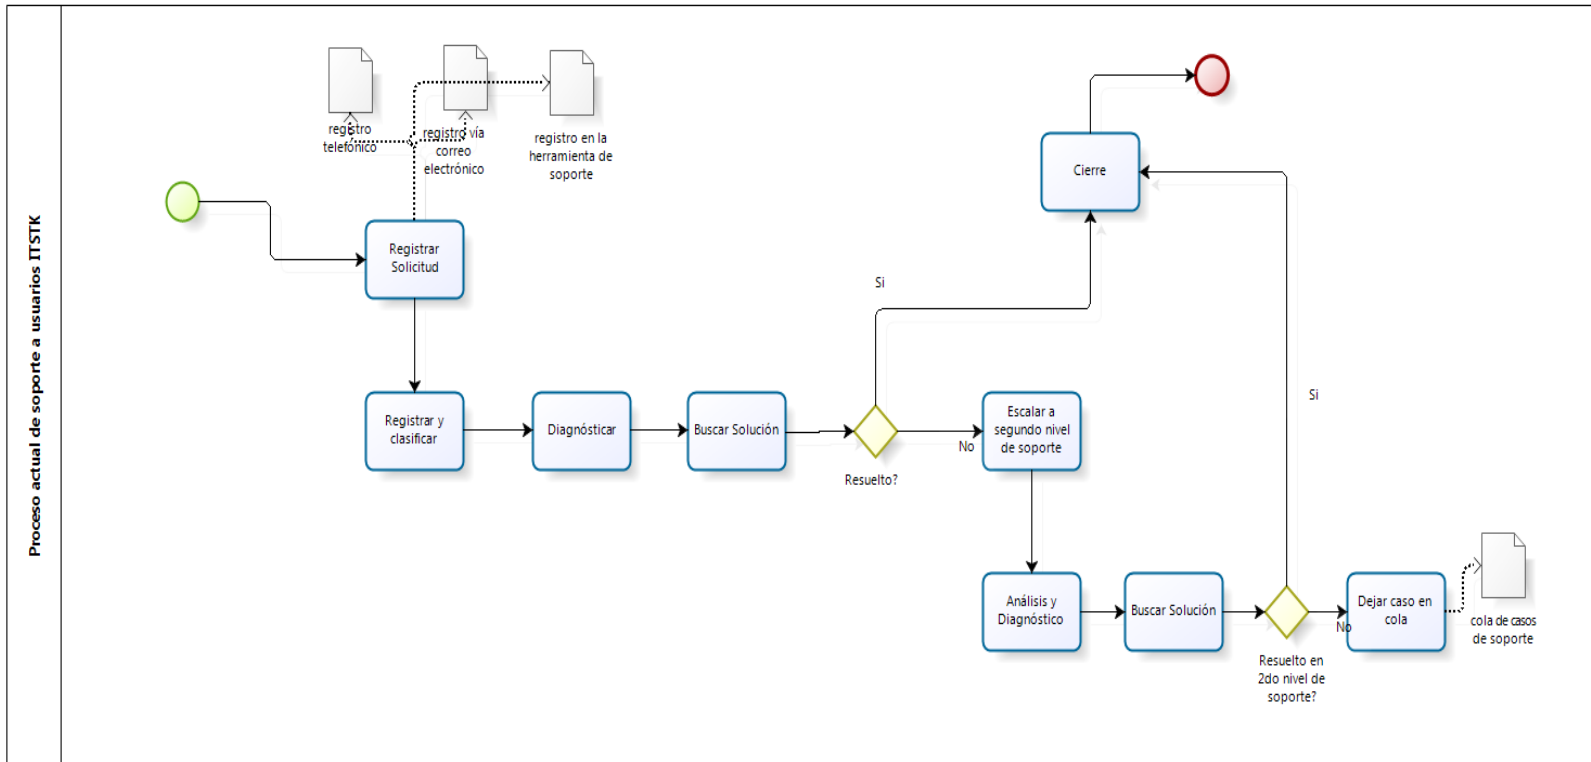 Proceso actual de soporte a usuarios ITSTK
registro
telefónico
registro vía
correo
electrónico
registro en la
herramienta de
soporte
Registrar
Solicitud
Cierre
Si
Registrar y
clasificar
Diagnósticar
Buscar Solución
Resuelto?
No
Escalar a
segundo nivel
de soporte
Si
Análisis y
Diagnóstico
Buscar Solución
Resuelto en
2do nivel de
soporte?
No
Dejar caso en
cola
cola de casos
de soporte